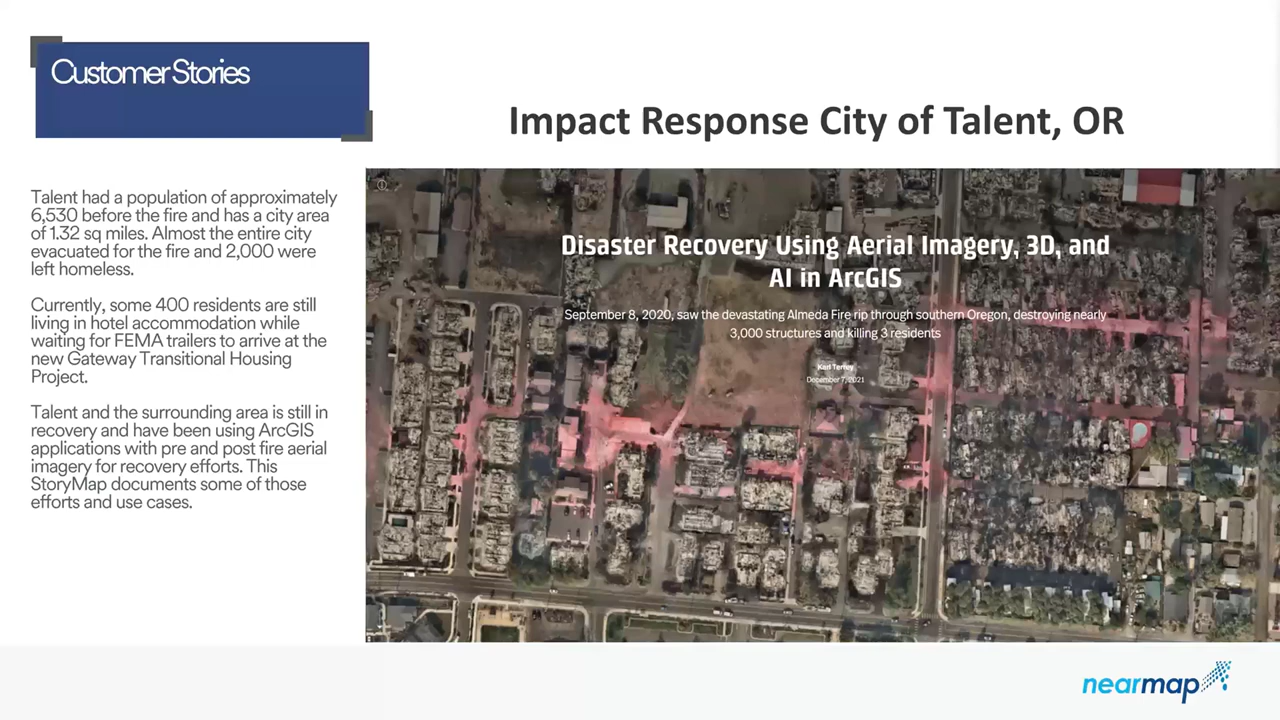 Customer Stories
Impact Response City of Talent, OR
Talent had a population of approximately
6,530 before the fire and has a city area
of 1.32 sq miles. Almost the entire city
evacuated for the fire and 2,000 were
left homeless.
Currently, some 400 residents are still
living in hotel accommodation while
waiting for FEMA trailers to arrive at the
new Gateway Transitional Housing
Project.
Talent and the surrounding area is still in
recovery and have been using ArcGIS
applications with pre and post fire aerial
imagery for recovery efforts. This
StoryMap documents some of those
efforts and use cases.
Disaster Recovery Using Aerial Imagery, 3D, and
AI in ArcGIS
September 8, 2020, saw the devastating Almeda Fire rip through southern Oregon, destroying nearly
3,000 structures and killing 3 residents
Karl Terrey
December 7, 2021
nearmap